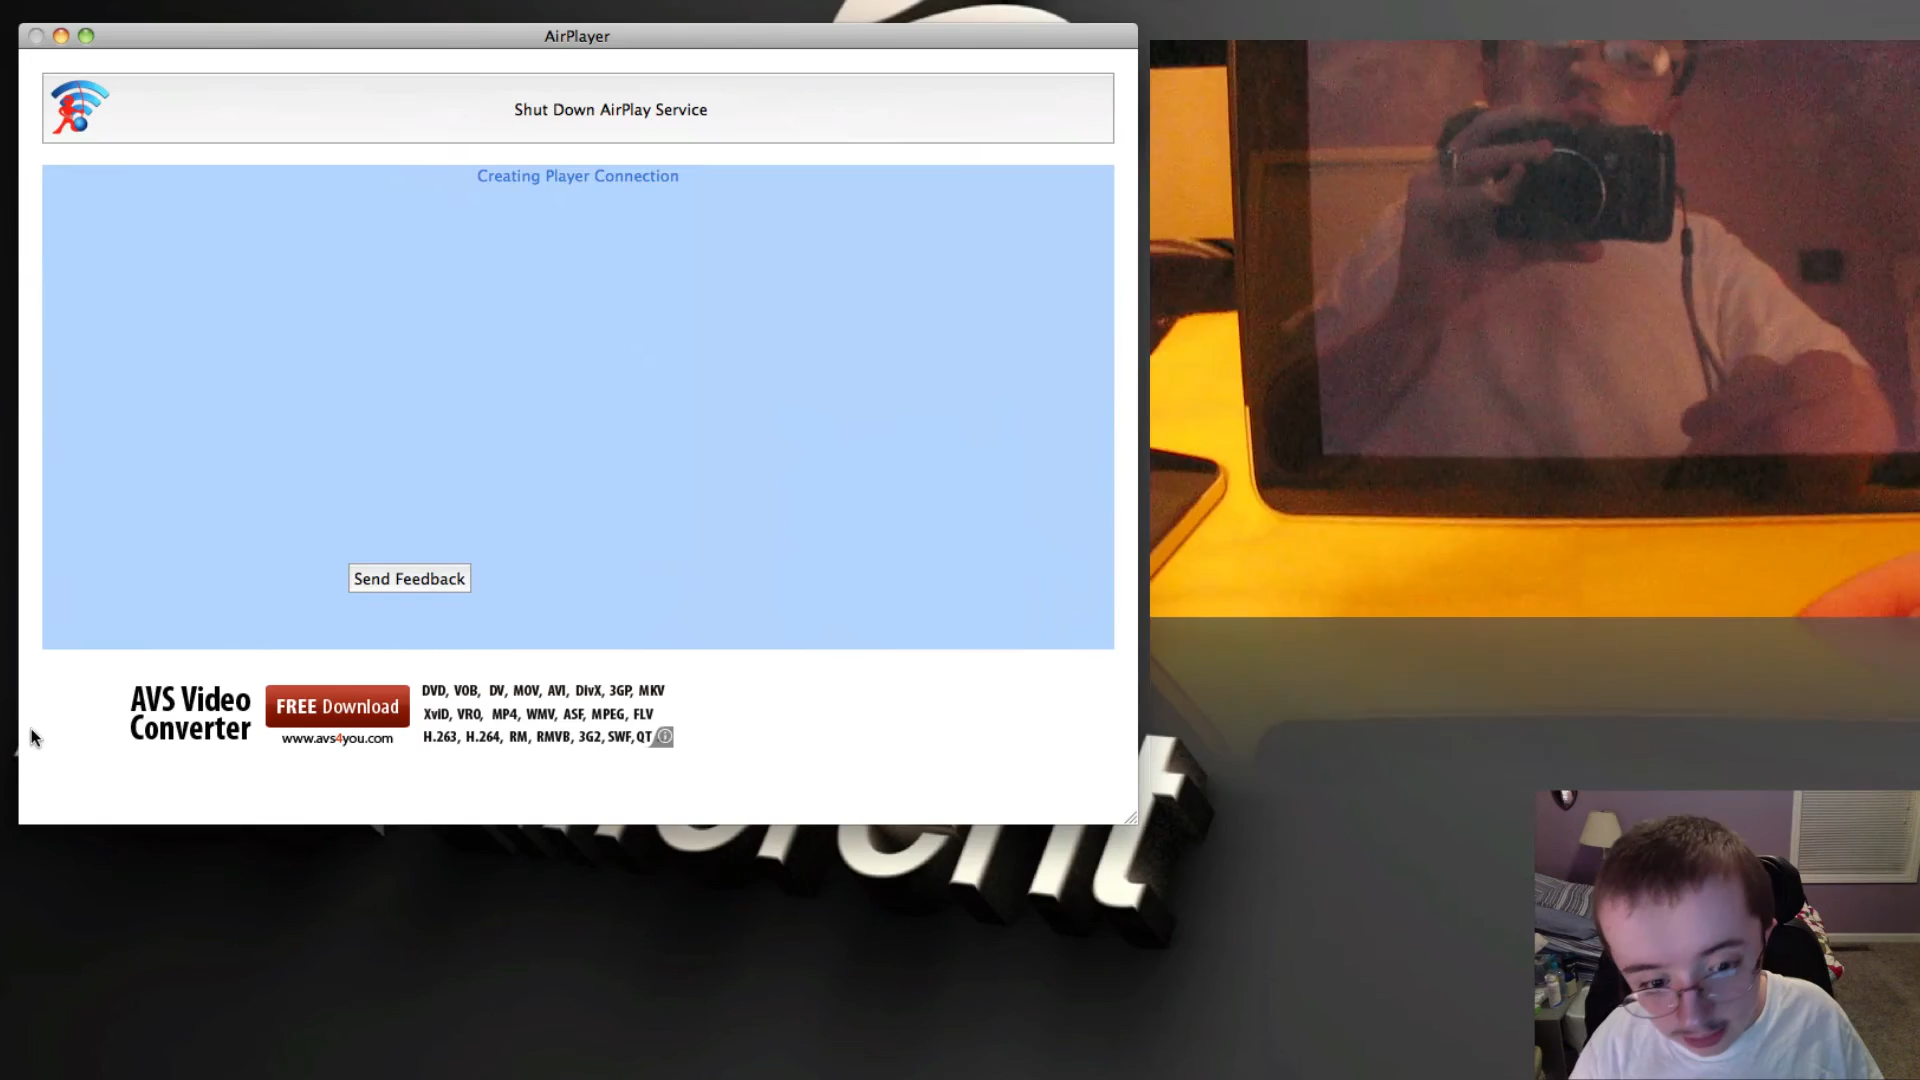 AirPlayer
Shut Down AirPlay Service
Creating Player Connection
Send Feedback
AVS Video
Converter
FREE Download
www.avs4you.com
DVD, VOB, DV, MOV, AVI, DivX, 3GP, MKV
XviD, VRO, MP4, WMV, ASF, MPEG, FLV
H.263, H.264, RM, RMVB, 3G2, SWF, QT